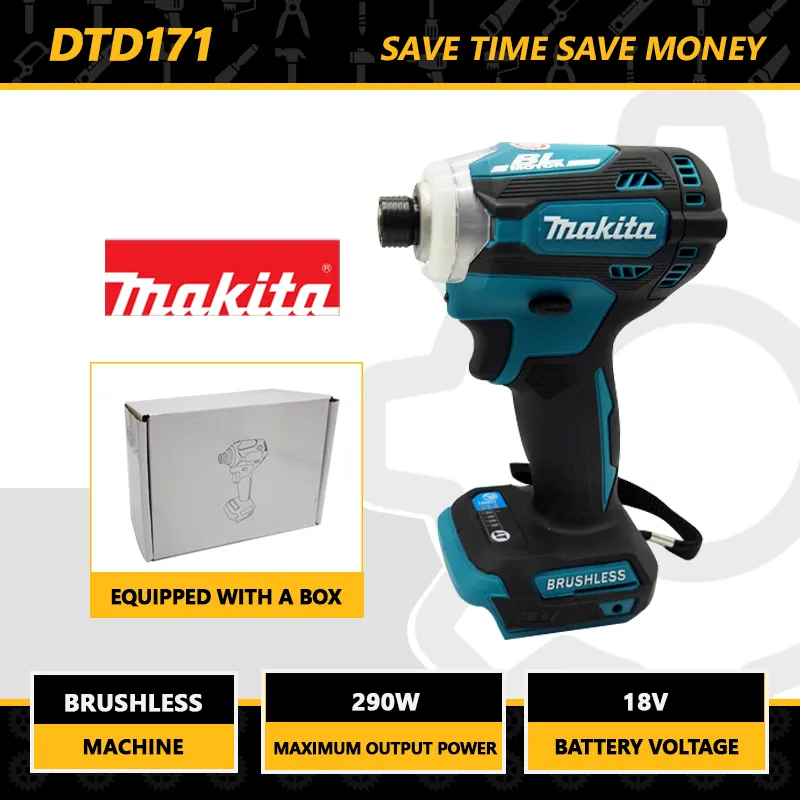 DTD171
SAVE TIME SAVE MONEY
BL
MOTOR
makita
makita®
BRUSHLESS
EQUIPPED WITH A BOX
BRUSHLESS
MACHINE
290W
MAXIMUM OUTPUT POWER
18V
BATTERY VOLTAGE